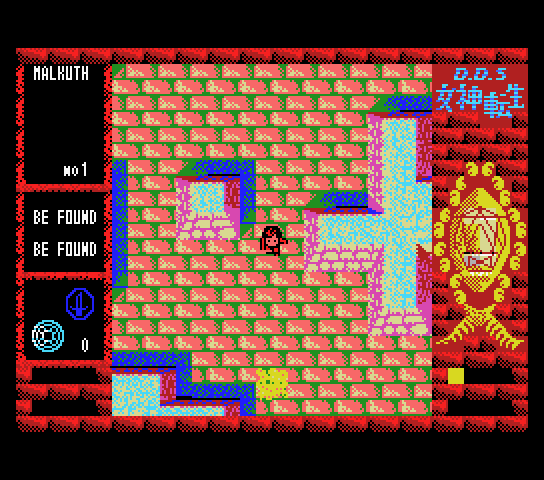 MALKUTH
no1
BE FOUND
BE FOUND
0
D.D.S
女神転生